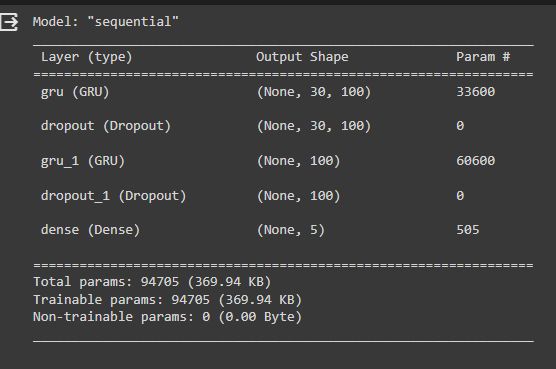 Model: "sequential"
_________________________________________________________________
Layer (type) Output Shape Param #
=================================================================
gru (GRU) (None, 30, 100) 33600
dropout (Dropout) (None, 30, 100) 0
gru_1 (GRU) (None, 100) 60600
dropout_1 (Dropout) (None, 100) 0
dense (Dense) (None, 5) 505
=================================================================
Total params: 94705 (369.94 KB)
Trainable params: 94705 (369.94 KB)
Non-trainable params: 0 (0.00 Byte)
_________________________________________________________________